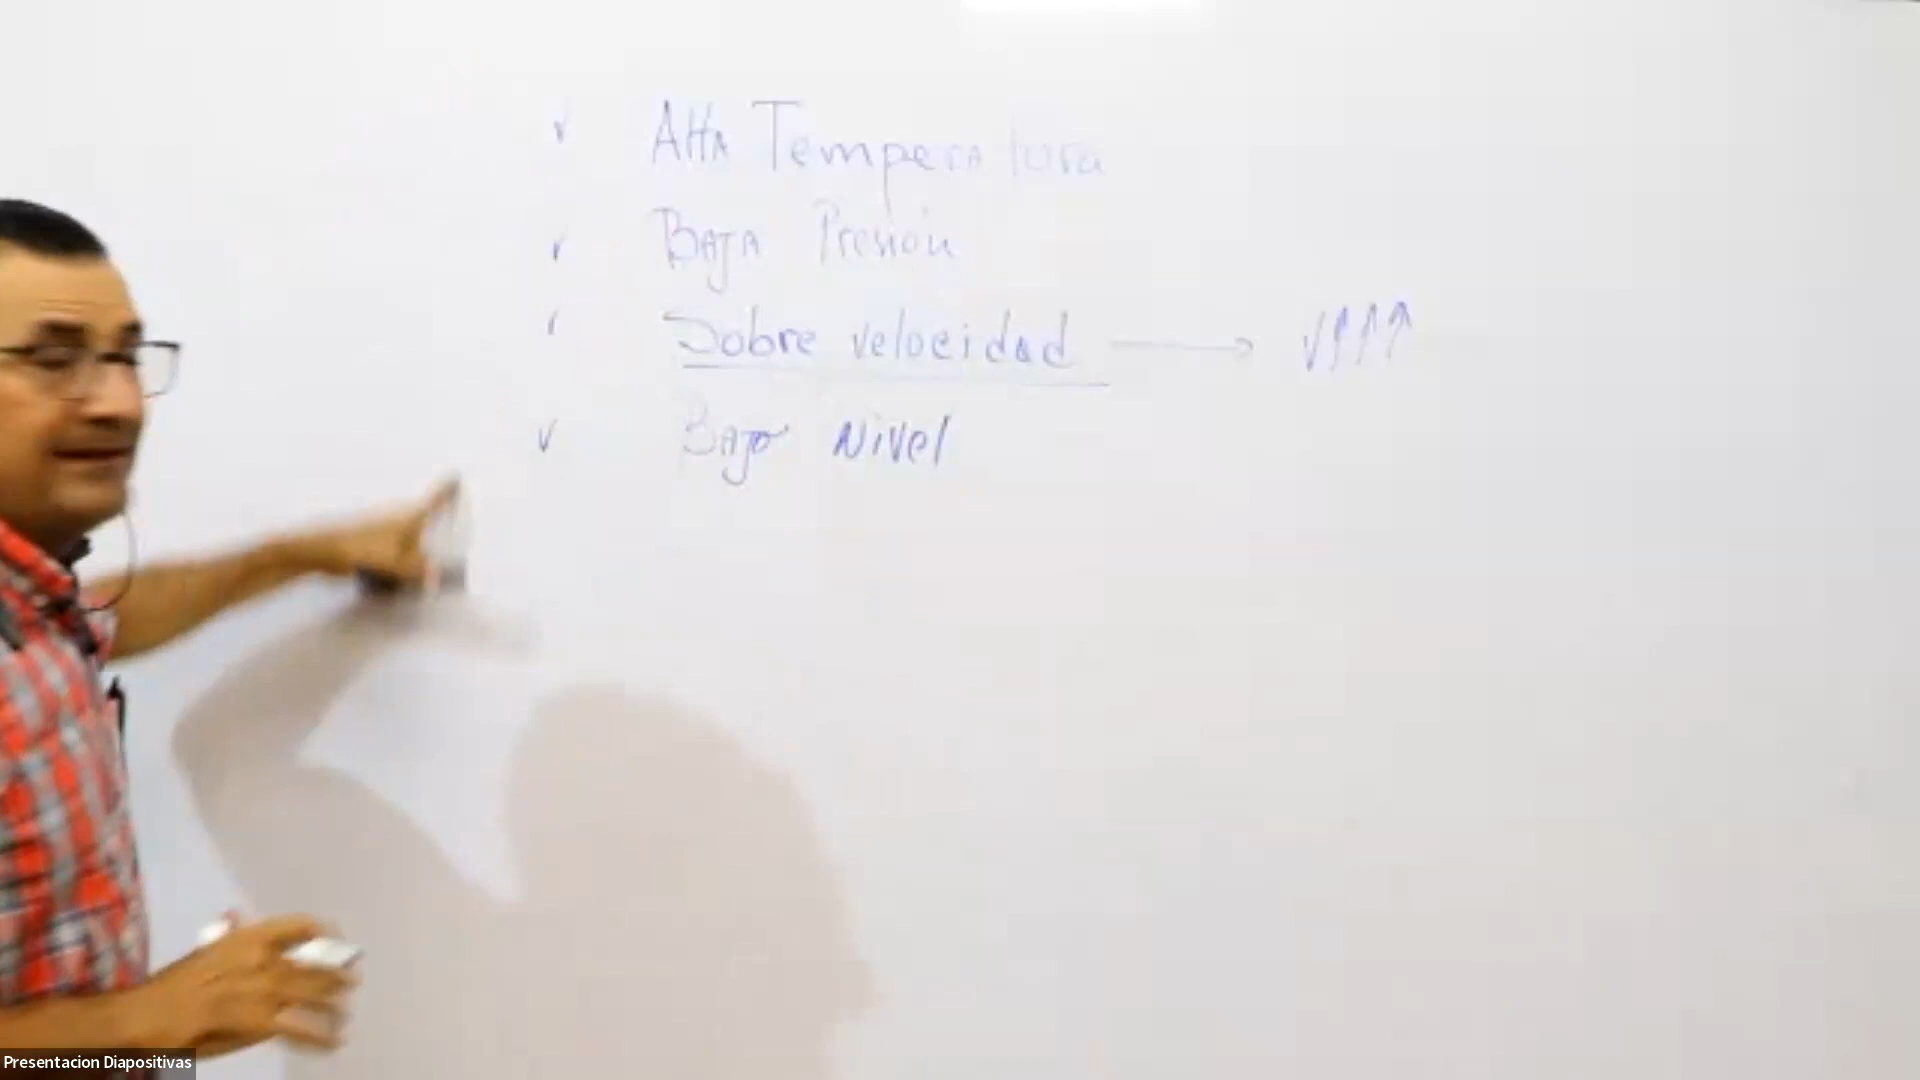 ✓ Alta Temperatura
✓ Baja Presión
✓ Sobre velocidad → V↑↑↑
✓ Bajo Nivel
Presentacion Diapositivas